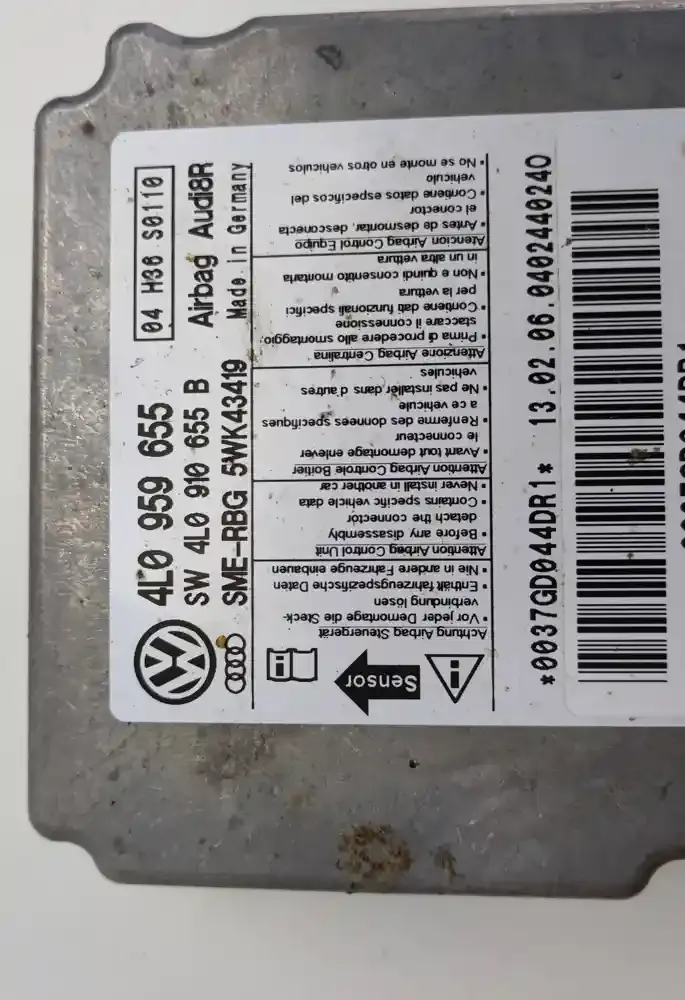 4L0 959 655
04 H36 S0110
SW 4L0 910 655 B
Airbag Audi8R
SME-RBG 5WK43419
Made in Germany
Sensor
Achtung Airbag Steuergerät
• Vor jeder Demontage die Steck-
verbindung lösen
• Enthält fahrzeugspezifische Daten
• Nie in andere Fahrzeuge einbauen
Attention Airbag Control Unit
• Before any disassembly
detach the connector
• Contains specific vehicle data
• Never install in another car
Attention Airbag Controle Boîtier
• Avant tout demontage enlever
le connecteur
• Renferme des donnees specifiques
a ce vehicule
• Ne pas installer dans d'autres
vehicules
Attenzione Airbag Centralina
• Prima di procedere allo smontaggio,
staccare il connessione
• Contiene dati funzionali specifici
per la vettura
• Non e quindi consentito montarla
in un altra vettura
Atencion Airbag Control Equipo
• Antes de desmontar, desconecta
el conector
• Contiene datos especificos del
vehiculo
• No se monte en otros vehiculos
*0037GD044DR1* 13.02.06.0402440240